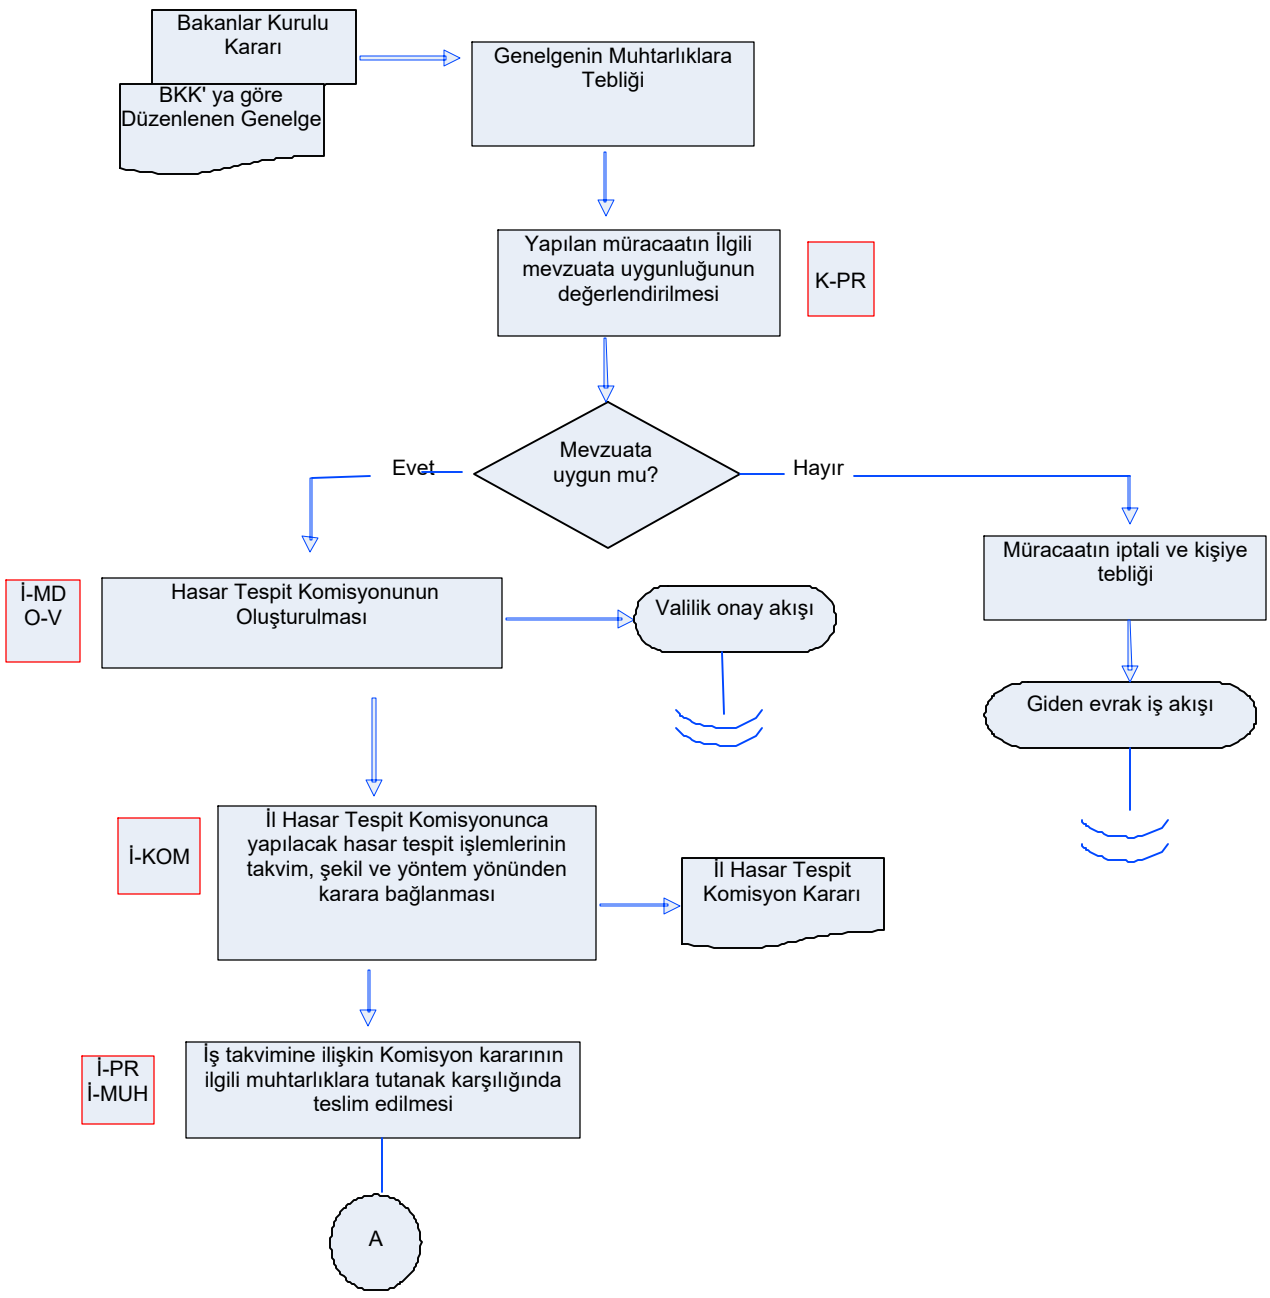 Bakanlar Kurulu
Kararı
BKK' ya göre
Düzenlenen Genelge
Genelgenin Muhtarlıklara
Tebliği
Yapılan müracaatın İlgili
mevzuata uygunluğunun
değerlendirilmesi
K-PR
Mevzuata
uygun mu?
Evet
Hayır
Müracaatın iptali ve kişiye
tebliği
İ-MD
O-V
Hasar Tespit Komisyonunun
Oluşturulması
Valilik onay akışı
Giden evrak iş akışı
İ-KOM
İl Hasar Tespit Komisyonunca
yapılacak hasar tespit işlemlerinin
takvim, şekil ve yöntem yönünden
karara bağlanması
İl Hasar Tespit
Komisyon Kararı
İ-PR
İ-MUH
İş takvimine ilişkin Komisyon kararının
ilgili muhtarlıklara tutanak karşılığında
teslim edilmesi
A